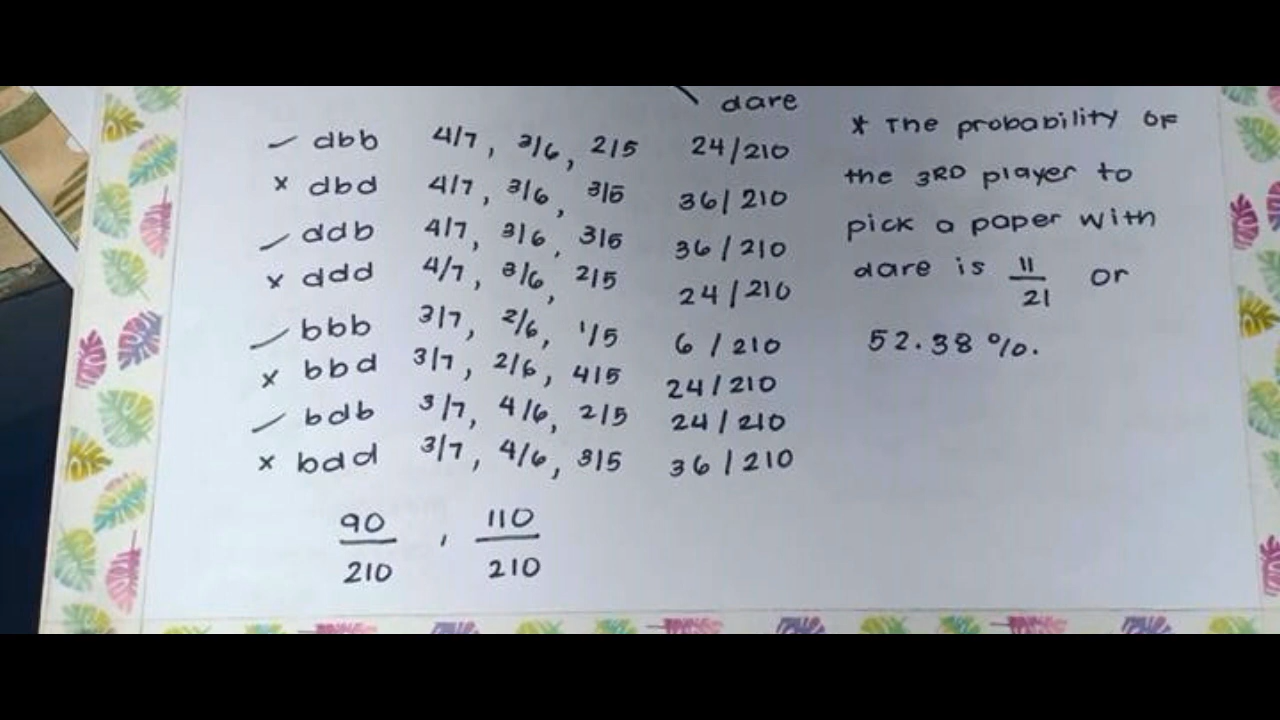 dare
✓ dbb 4/7, 3/6, 2/5 24/210
x dbd 4/7, 3/6, 3/5 36/210
✓ ddb 4/7, 3/6, 3/5 36/210
x ddd 4/7, 3/6, 2/5 24/210
✓ bbb 3/7, 2/6, 1/5 6/210
x bbd 3/7, 2/6, 4/5 24/210
✓ bdb 3/7, 4/6, 2/5 24/210
x bdd 3/7, 4/6, 3/5 36/210
90/210 , 110/210
* The probability of
the 3RD player to
pick a paper with
dare is 11/21 or
52.38 %.